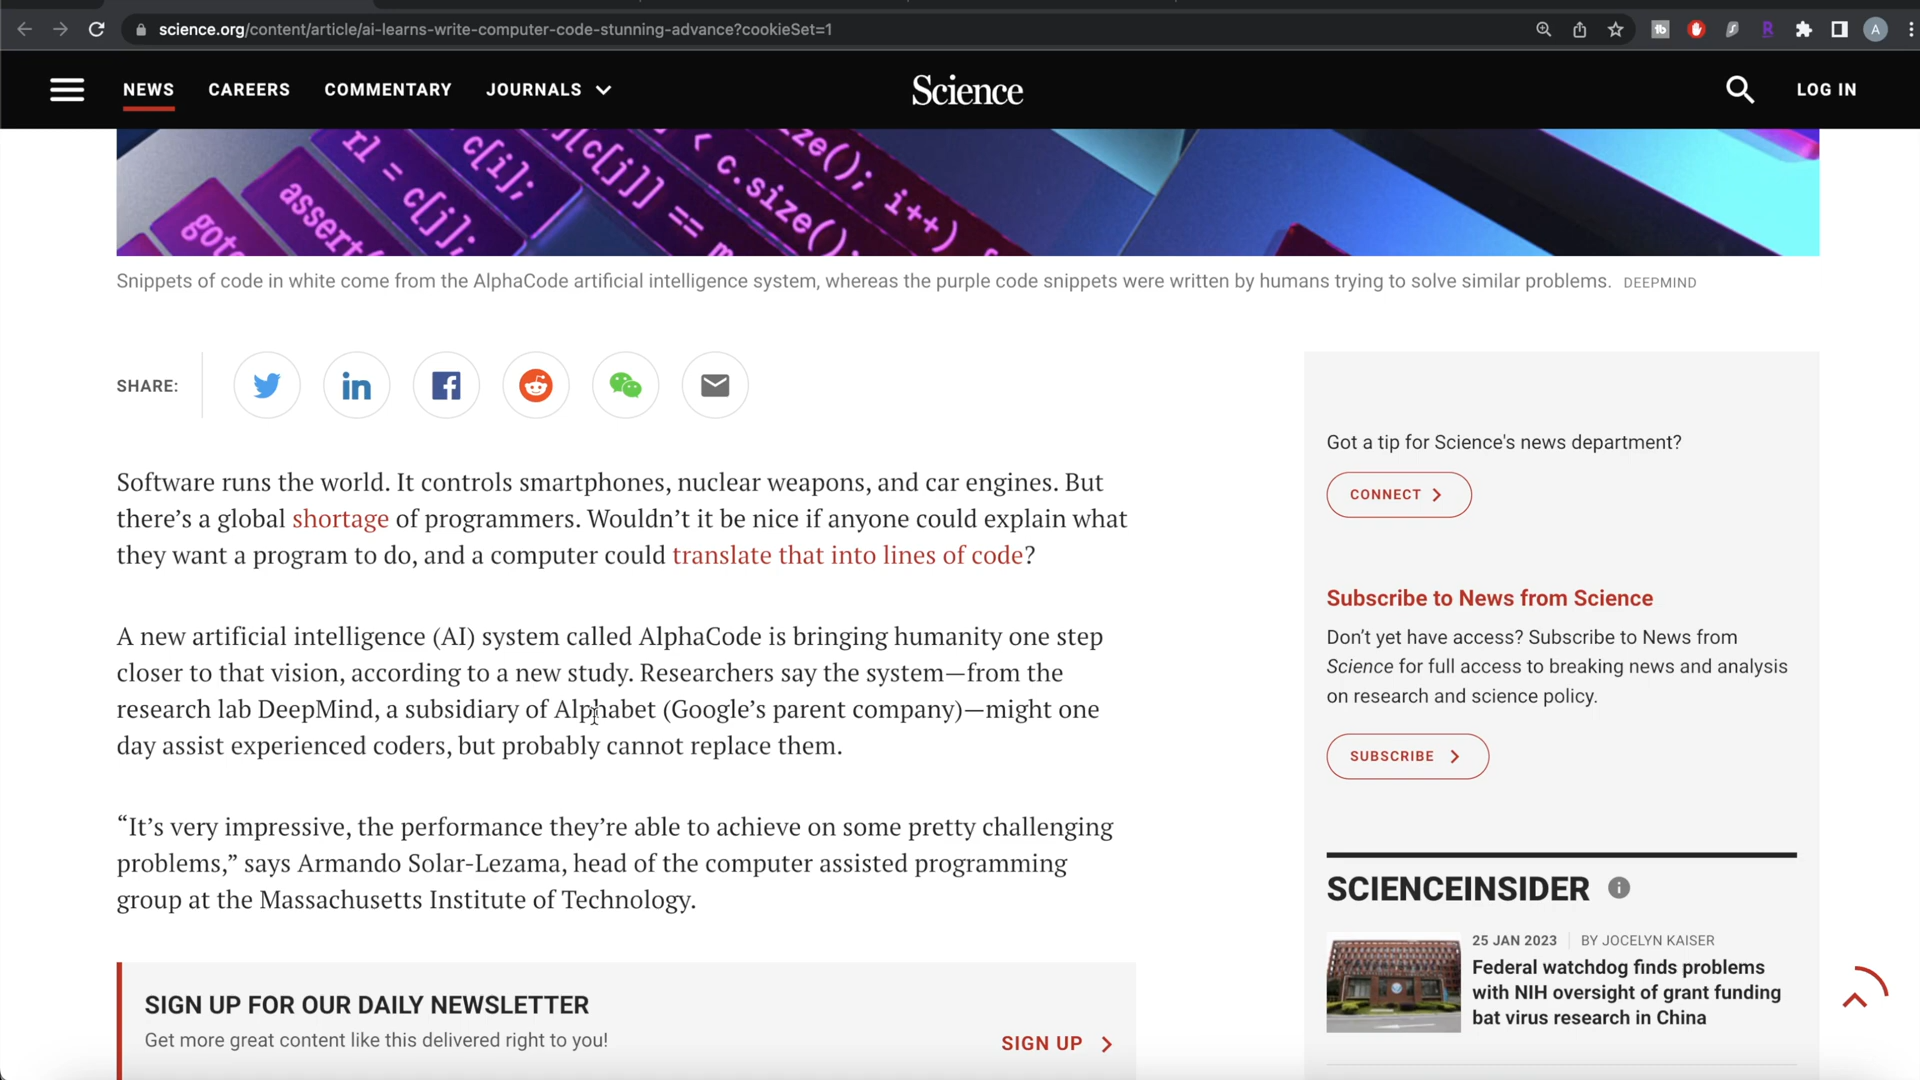 science.org/content/article/ai-learns-write-computer-code-stunning-advance?cookieSet=1
A
NEWS CAREERS COMMENTARY JOURNALS
Science
LOG IN
goto
assert(
r1 = c[j];
c[i];
][c[j]] == m
< c.size();
ze(); i++) {
Snippets of code in white come from the AlphaCode artificial intelligence system, whereas the purple code snippets were written by humans trying to solve similar problems. DEEPMIND
SHARE:
Software runs the world. It controls smartphones, nuclear weapons, and car engines. But
there’s a global shortage of programmers. Wouldn’t it be nice if anyone could explain what
they want a program to do, and a computer could translate that into lines of code?
A new artificial intelligence (AI) system called AlphaCode is bringing humanity one step
closer to that vision, according to a new study. Researchers say the system—from the
research lab DeepMind, a subsidiary of Alphabet (Google’s parent company)—might one
day assist experienced coders, but probably cannot replace them.
“It’s very impressive, the performance they’re able to achieve on some pretty challenging
problems,” says Armando Solar-Lezama, head of the computer assisted programming
group at the Massachusetts Institute of Technology.
SIGN UP FOR OUR DAILY NEWSLETTER
Get more great content like this delivered right to you!
SIGN UP
Got a tip for Science's news department?
CONNECT
Subscribe to News from Science
Don’t yet have access? Subscribe to News from
Science for full access to breaking news and analysis
on research and science policy.
SUBSCRIBE
SCIENCEINSIDER
25 JAN 2023 BY JOCELYN KAISER
Federal watchdog finds problems
with NIH oversight of grant funding
bat virus research in China